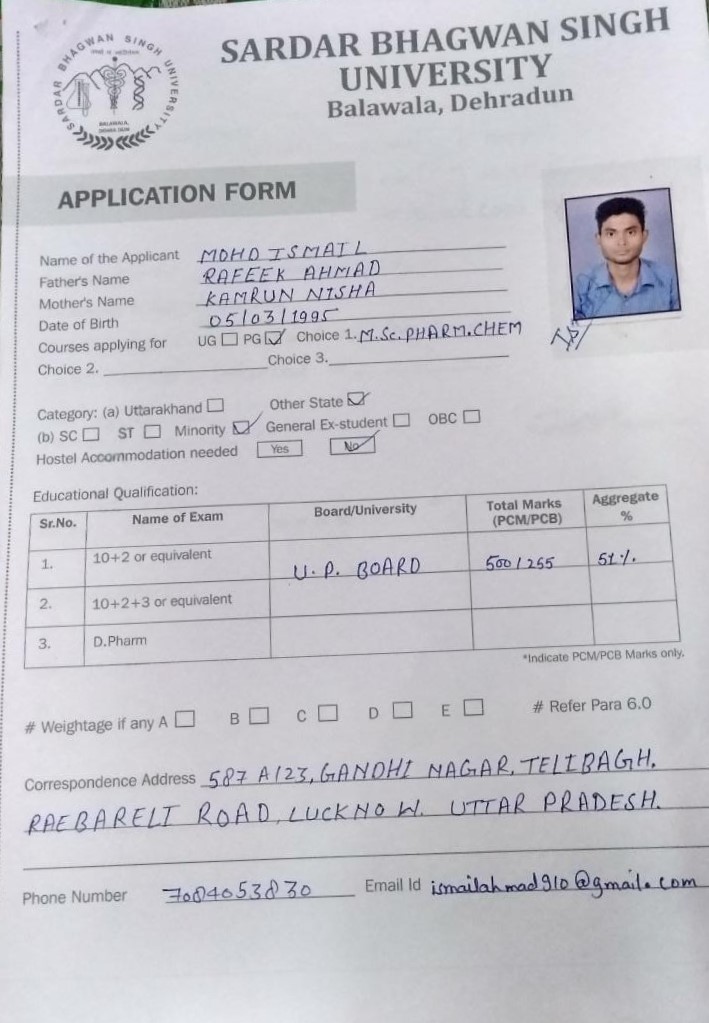 SARDAR BHAGWAN SINGH UNIVERSITY
BALAWALA,
DEHRA DUN
SARDAR BHAGWAN SINGH
UNIVERSITY
Balawala, Dehradun
APPLICATION FORM
Name of the Applicant MOHD ISMAIL
Father's Name RAFEEK AHMAD
Mother's Name KAMRUN NISHA
Date of Birth 05/03/1995
Courses applying for UG PG Choice 1. M.Sc. PHARM. CHEM
Choice 2. Choice 3.
Category: (a) Uttarakhand Other State
(b) SC ST Minority General Ex-student OBC
Hostel Accommodation needed Yes No
Educational Qualification:
Sr.No. Name of Exam Board/University Total Marks (PCM/PCB) Aggregate %
1. 10+2 or equivalent U.P. BOARD 500/255 51%.
2. 10+2+3 or equivalent
3. D.Pharm
*Indicate PCM/PCB Marks only.
# Weightage if any A B C D E # Refer Para 6.0
Correspondence Address 587 A/23, GANDHI NAGAR, TELIBAGH.
RAEBARELI ROAD, LUCKNOW. UTTAR PRADESH.
Phone Number 7084053830 Email Id ismailahmad910@gmail.com